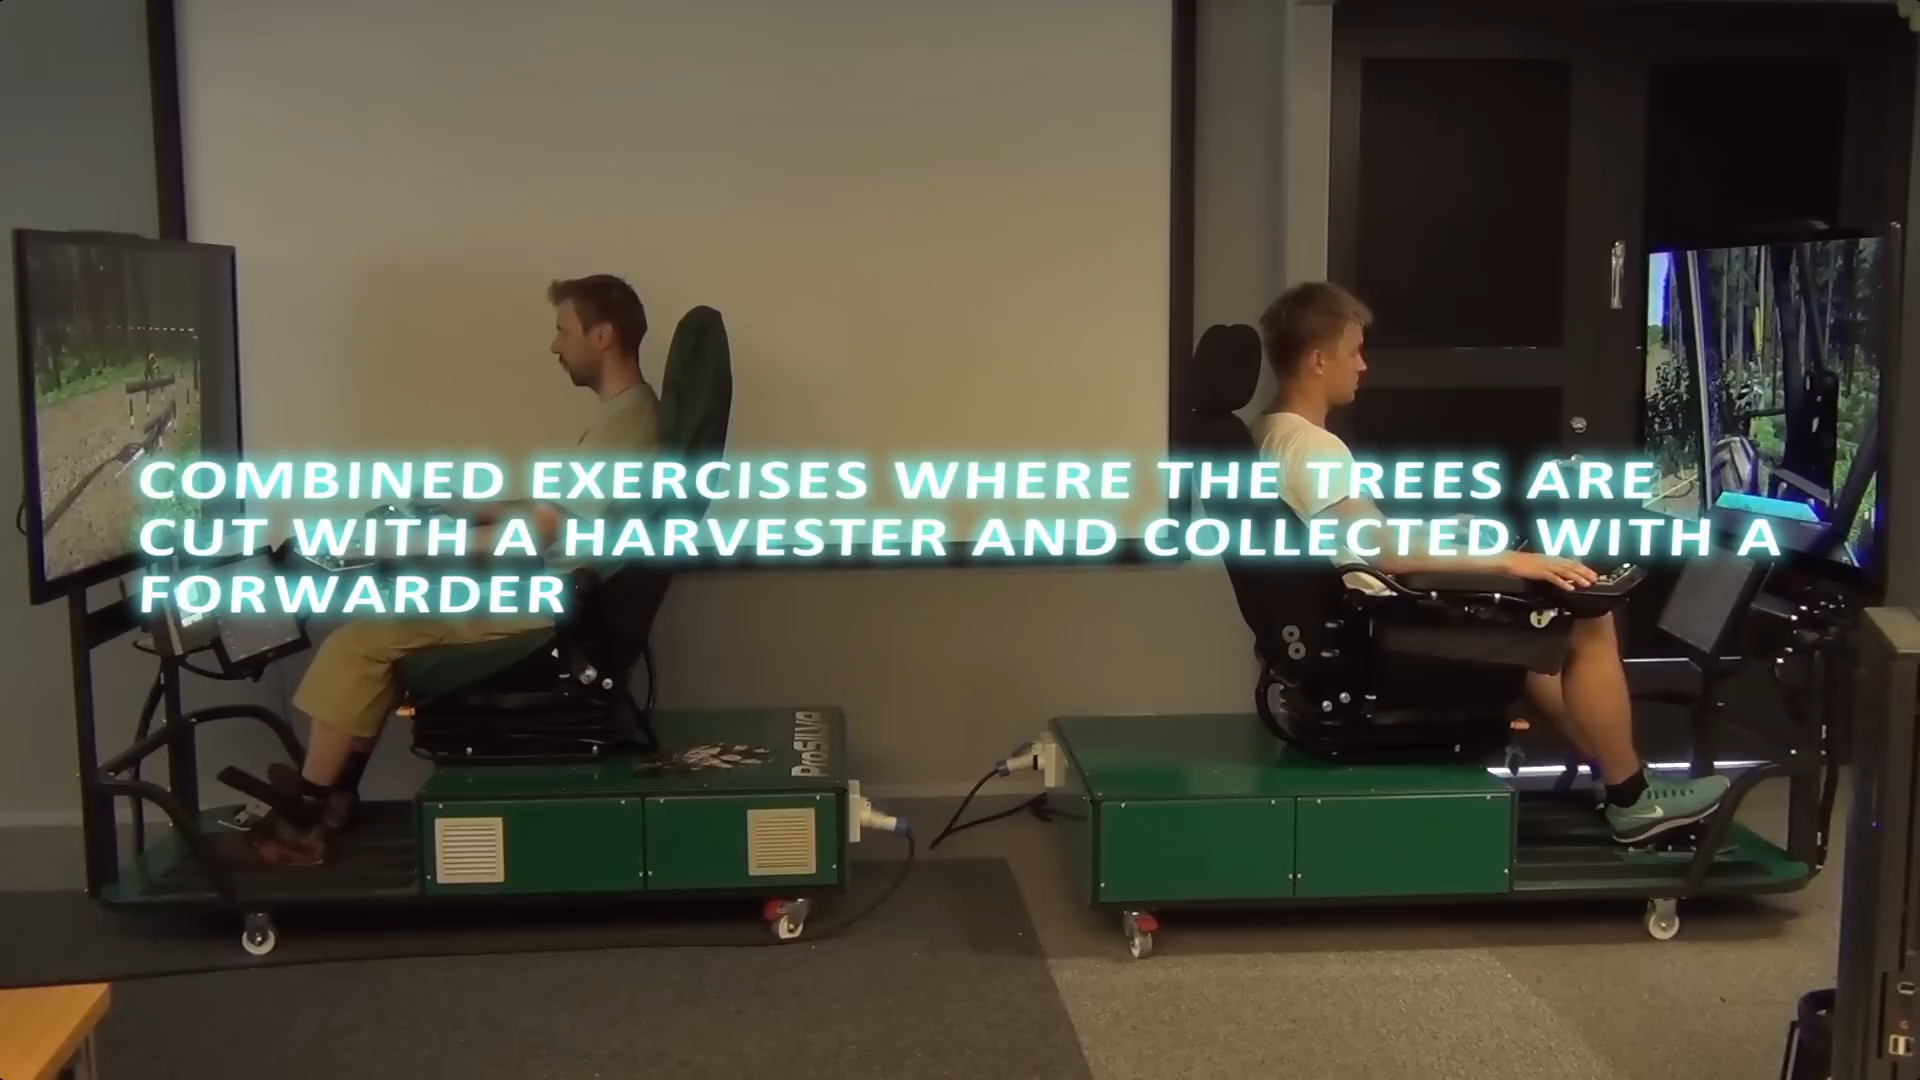 COMBINED EXERCISES WHERE THE TREES ARE
CUT WITH A HARVESTER AND COLLECTED WITH A
FORWARDER
ProSILVA